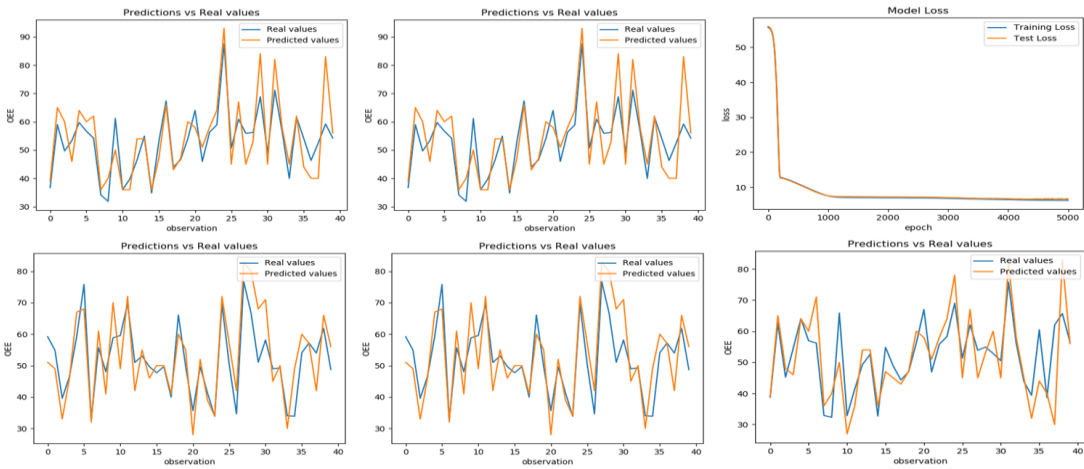 Predictions vs Real values
Real values
Predicted values
90
80
70
60
50
40
30
OEE
0 5 10 15 20 25 30 35 40
observation
Predictions vs Real values
Real values
Predicted values
90
80
70
60
50
40
30
OEE
0 5 10 15 20 25 30 35 40
observation
Model Loss
Training Loss
Test Loss
50
40
30
20
10
loss
0 1000 2000 3000 4000 5000
epoch
Predictions vs Real values
Real values
Predicted values
80
70
60
50
40
30
OEE
0 5 10 15 20 25 30 35 40
observation
Predictions vs Real values
Real values
Predicted values
80
70
60
50
40
30
OEE
0 5 10 15 20 25 30 35 40
observation
Predictions vs Real values
Real values
Predicted values
80
70
60
50
40
30
OEE
0 5 10 15 20 25 30 35 40
observation